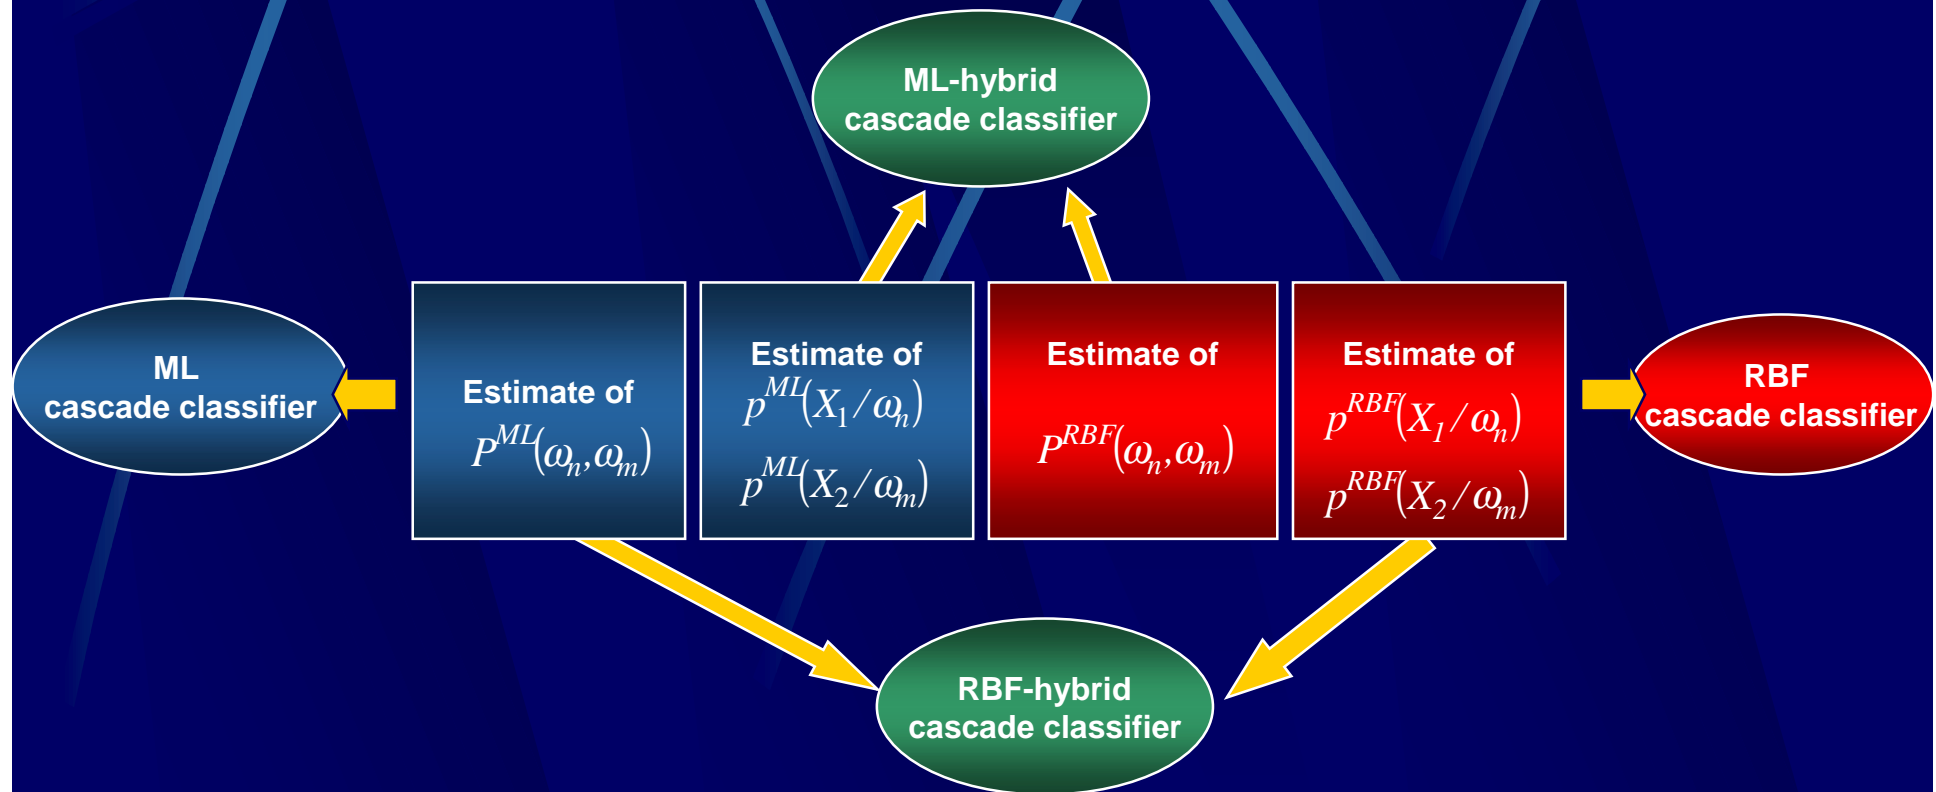 ML-hybrid
cascade classifier
ML
cascade classifier
Estimate of
P^{ML}(ω_n,ω_m)
Estimate of
p^{ML}(X_1/ω_n)
p^{ML}(X_2/ω_m)
Estimate of
P^{RBF}(ω_n,ω_m)
Estimate of
p^{RBF}(X_1/ω_n)
p^{RBF}(X_2/ω_m)
RBF
cascade classifier
RBF-hybrid
cascade classifier